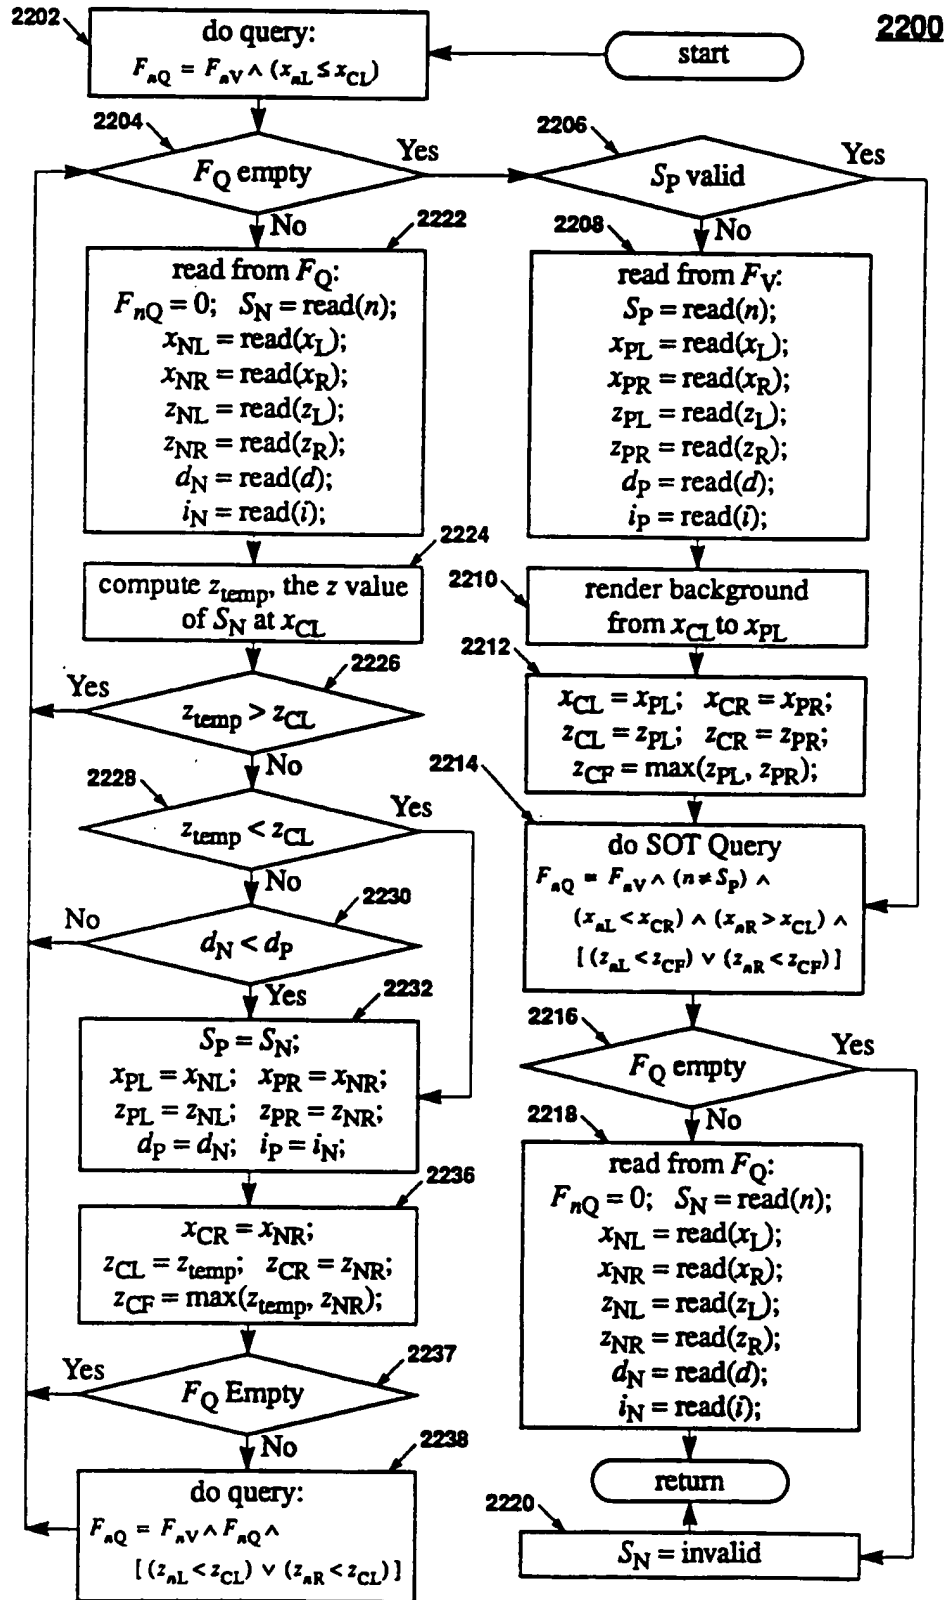 2200
2202
do query:
F_nQ = F_nV ∧ (x_nL ≤ x_CL)
start
2204
F_Q empty
Yes
No
2206
S_P valid
Yes
No
2222
read from F_Q:
F_nQ = 0; S_N = read(n);
x_NL = read(x_L);
x_NR = read(x_R);
z_NL = read(z_L);
z_NR = read(z_R);
d_N = read(d);
i_N = read(i);
2208
read from F_V:
S_P = read(n);
x_PL = read(x_L);
x_PR = read(x_R);
z_PL = read(z_L);
z_PR = read(z_R);
d_P = read(d);
i_P = read(i);
2224
compute z_temp, the z value
of S_N at x_CL
2210
render background
from x_CL to x_PL
2226
Yes
z_temp > z_CL
No
2212
x_CL = x_PL; x_CR = x_PR;
z_CL = z_PL; z_CR = z_PR;
z_CF = max(z_PL, z_PR);
2228
z_temp < z_CL
Yes
No
2214
do SOT Query
F_nQ = F_nV ∧ (n ≠ S_P) ∧
(x_nL < x_CR) ∧ (x_nR > x_CL) ∧
[(z_nL < z_CF) ∨ (z_nR < z_CF)]
2230
No
d_N < d_P
Yes
2232
S_P = S_N;
x_PL = x_NL; x_PR = x_NR;
z_PL = z_NL; z_PR = z_NR;
d_P = d_N; i_P = i_N;
2216
F_Q empty
Yes
No
2236
x_CR = x_NR;
z_CL = z_temp; z_CR = z_NR;
z_CF = max(z_temp, z_NR);
2218
read from F_Q:
F_nQ = 0; S_N = read(n);
x_NL = read(x_L);
x_NR = read(x_R);
z_NL = read(z_L);
z_NR = read(z_R);
d_N = read(d);
i_N = read(i);
2237
Yes
F_Q Empty
No
2238
do query:
F_nQ = F_nV ∧ F_nQ ∧
[(z_nL < z_CL) ∨ (z_nR < z_CL)]
return
2220
S_N = invalid